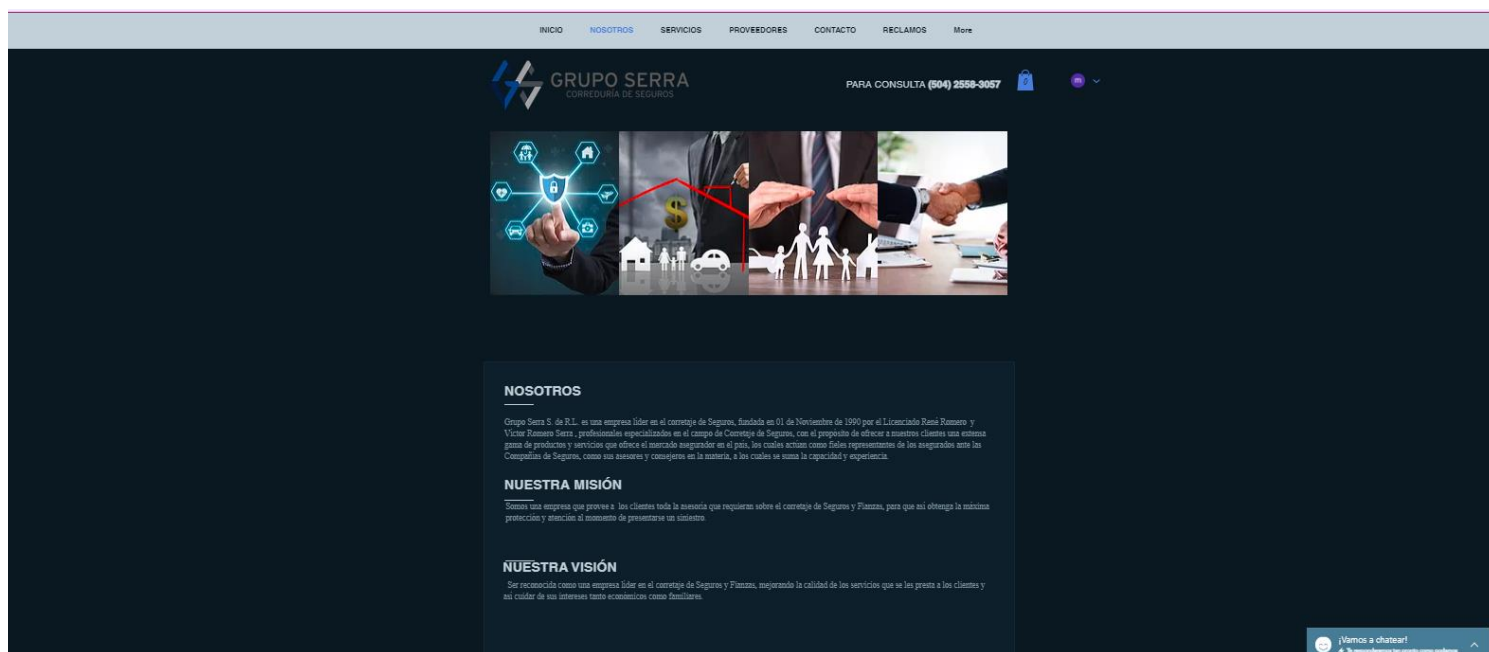 INICIO NOSOTROS SERVICIOS PROVEEDORES CONTACTO RECLAMOS More
GRUPO SERRA
CORREDURÍA DE SEGUROS
PARA CONSULTA (504) 2558-3057
0
m
NOSOTROS
Grupo Serra S. de R.L. es una empresa líder en el corretaje de Seguros, fundada en 01 de Noviembre de 1990 por el Licenciado René Romero y
Víctor Romero Serra , profesionales especializados en el campo de Corretaje de Seguros, con el propósito de ofrecer a nuestros clientes una extensa
gama de productos y servicios que ofrece el mercado asegurador en el país, los cuales actúan como fieles representantes de los asegurados ante las
Compañías de Seguros, como sus asesores y consejeros en la materia, a los cuales se suma la capacidad y experiencia.
NUESTRA MISIÓN
Somos una empresa que provee a los clientes toda la asesoría que requieran sobre el corretaje de Seguros y Fianzas, para que así obtenga la máxima
protección y atención al momento de presentarse un siniestro
NUESTRA VISIÓN
Ser reconocida como una empresa líder en el corretaje de Seguros y Fianzas, mejorando la calidad de los servicios que se les presta a los clientes y
así cuidar de sus intereses tanto económicos como familiares.
¡Vamos a chatear!